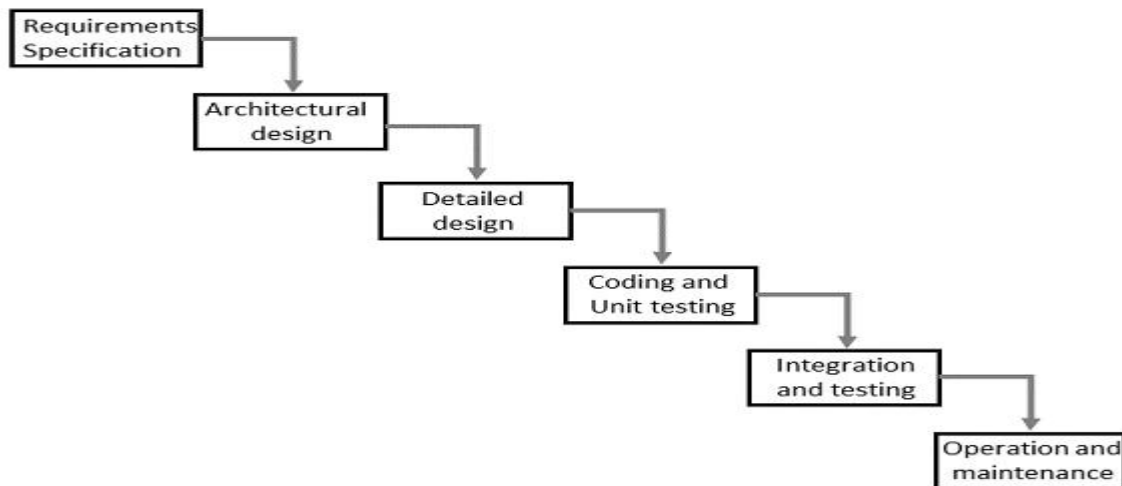 Requirements
Specification
Architectural
design
Detailed
design
Coding and
Unit testing
Integration
and testing
Operation and
maintenance